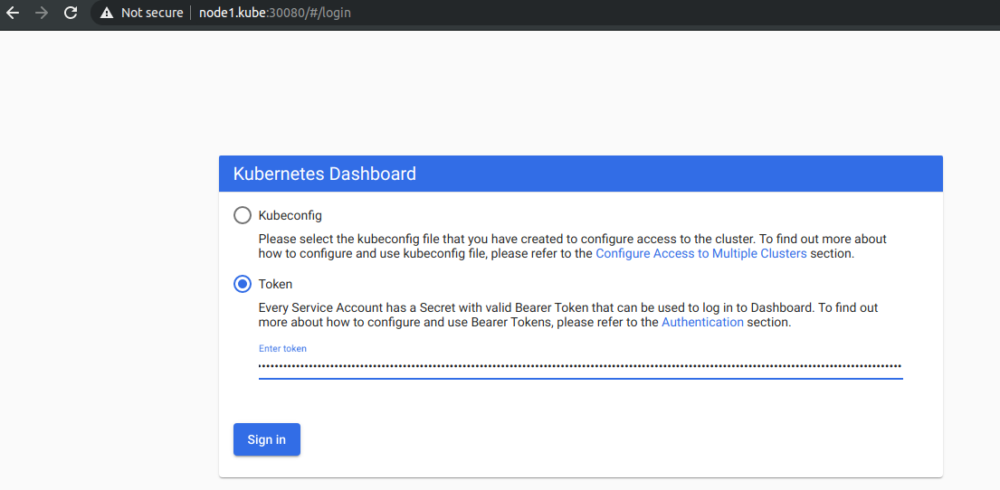 Not secure | node1.kube:30080/#/login
Kubernetes Dashboard
Kubeconfig
Please select the kubeconfig file that you have created to configure access to the cluster. To find out more about
how to configure and use kubeconfig file, please refer to the Configure Access to Multiple Clusters section.
Token
Every Service Account has a Secret with valid Bearer Token that can be used to log in to Dashboard. To find out
more about how to configure and use Bearer Tokens, please refer to the Authentication section.
Enter token
Sign in